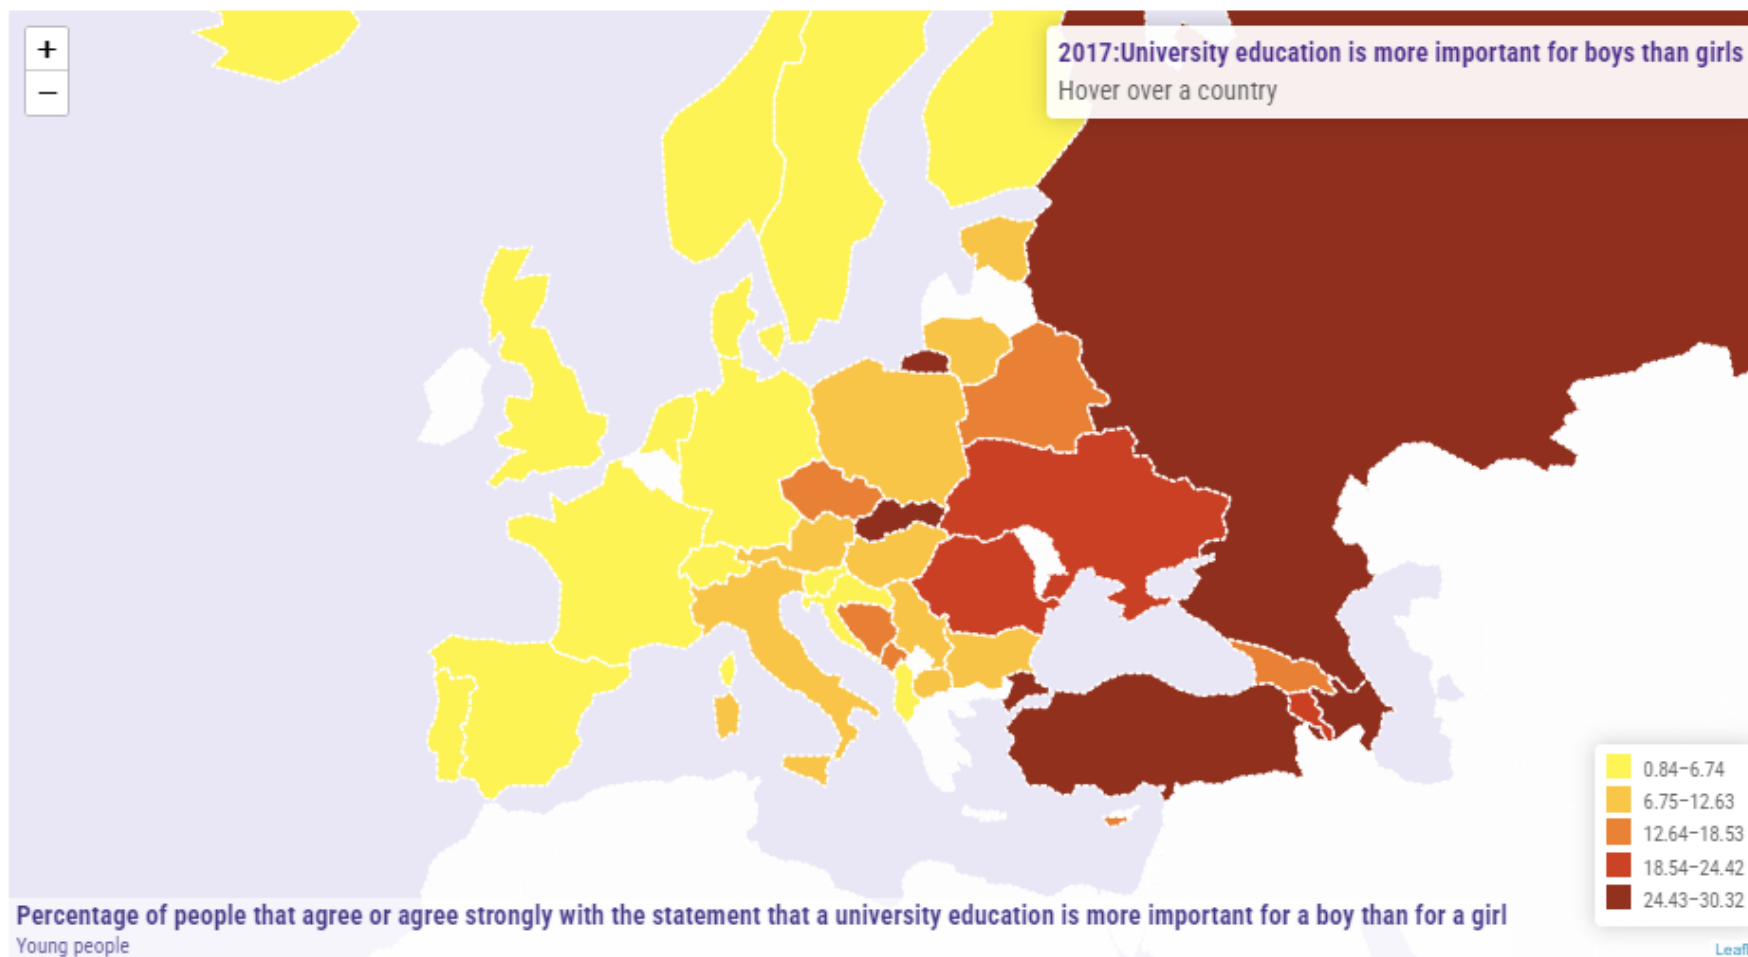 +
−
2017:University education is more important for boys than girls
Hover over a country
0.84–6.74
6.75–12.63
12.64–18.53
18.54–24.42
24.43–30.32
Percentage of people that agree or agree strongly with the statement that a university education is more important for a boy than for a girl
Young people